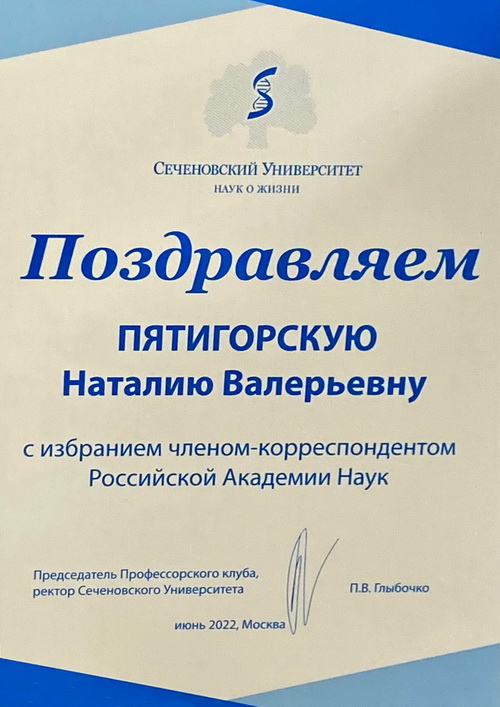 Сеченовский Университет
наук о жизни
Поздравляем
ПЯТИГОРСКУЮ
Наталию Валерьевну
с избранием членом-корреспондентом
Российской Академии Наук
Председатель Профессорского клуба,
ректор Сеченовского Университета
П.В. Глыбочко
июнь 2022, Москва